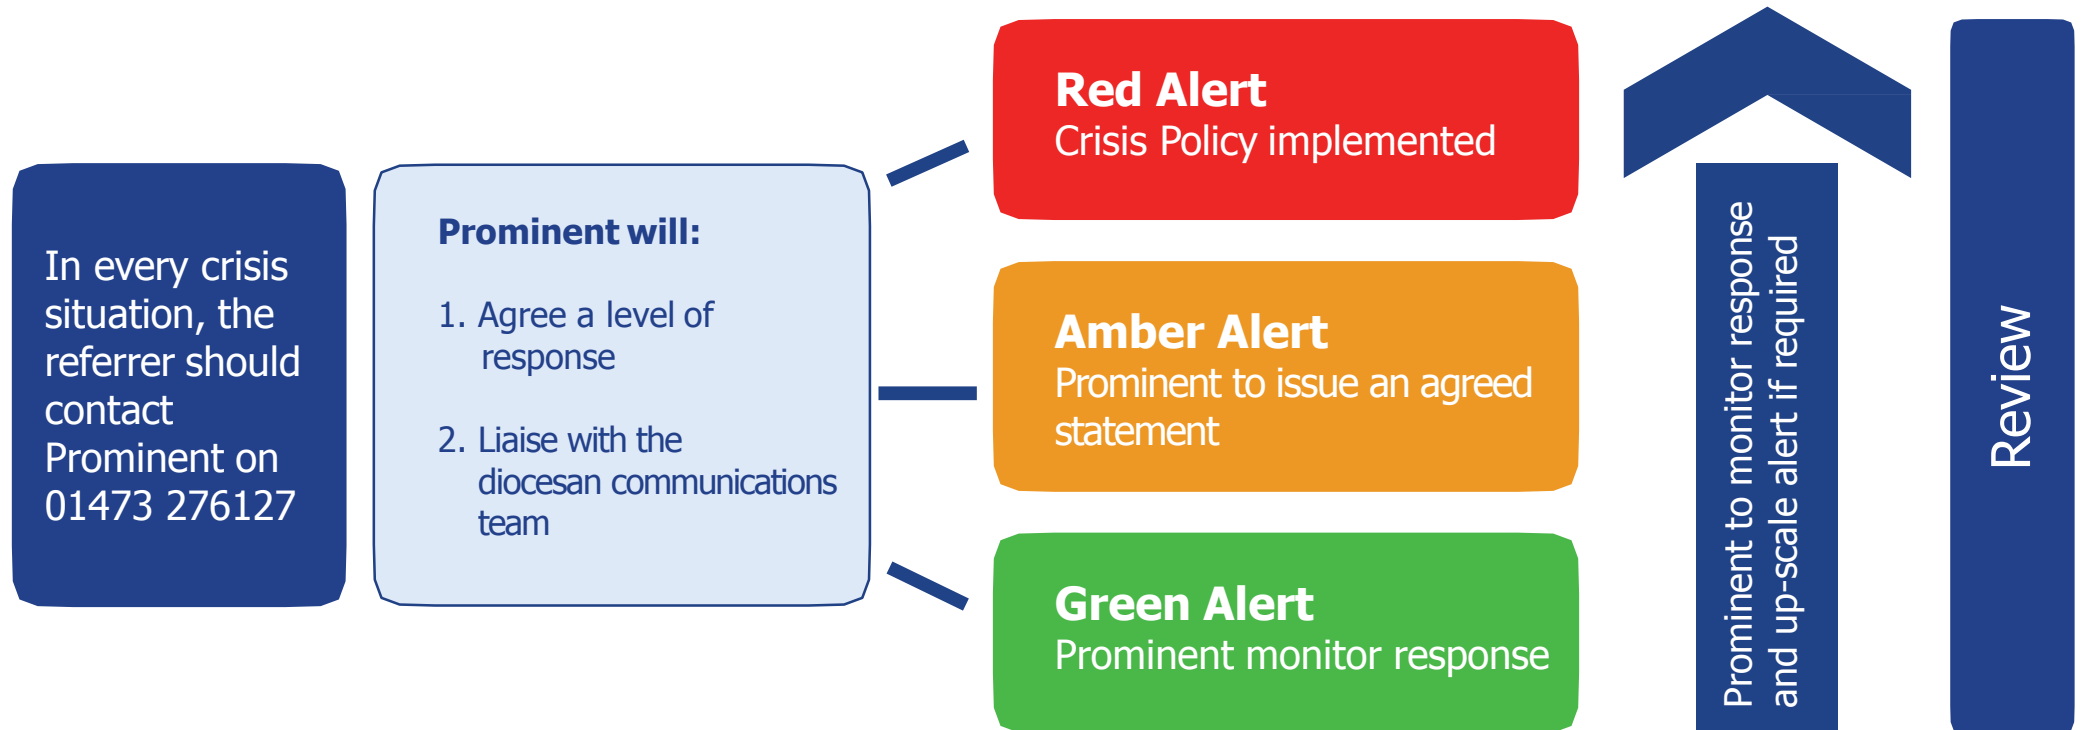 In every crisis
situation, the
referrer should
contact
Prominent on
01473 276127
Prominent will:
1. Agree a level of
response
2. Liaise with the
diocesan communications
team
Red Alert
Crisis Policy implemented
Amber Alert
Prominent to issue an agreed
statement
Green Alert
Prominent monitor response
Prominent to monitor response
and up-scale alert if required
Review